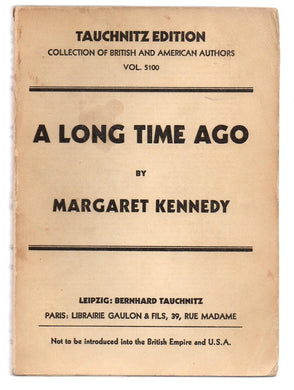 TAUCHNITZ EDITION
COLLECTION OF BRITISH AND AMERICAN AUTHORS
VOL. 5100
A LONG TIME AGO
BY
MARGARET KENNEDY
LEIPZIG: BERNHARD TAUCHNITZ
PARIS: LIBRAIRIE GAULON & FILS, 39, RUE MADAME
Not to be introduced into the British Empire and U.S.A.